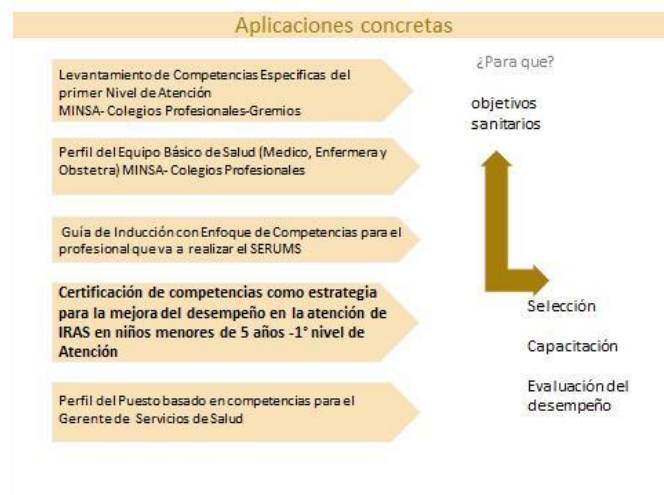 Aplicaciones concretas
Levantamiento de Competencias Especificas del
primer Nivel de Atención
MINSA- Colegios Profesionales-Gremios
Perfil del Equipo Básico de Salud (Medico, Enfermera y
Obstetra) MINSA- Colegios Profesionales
Guía de Inducción con Enfoque de Competencias para el
profesional que va a realizar el SERUMS
Certificación de competencias como estrategia
para la mejora del desempeño en la atención de
IRAS en niños menores de 5 años -1° nivel de
Atención
Perfil del Puesto basado en competencias para el
Gerente de Servicios de Salud
¿Para que?
objetivos
sanitarios
Selección
Capacitación
Evaluación del
desempeño